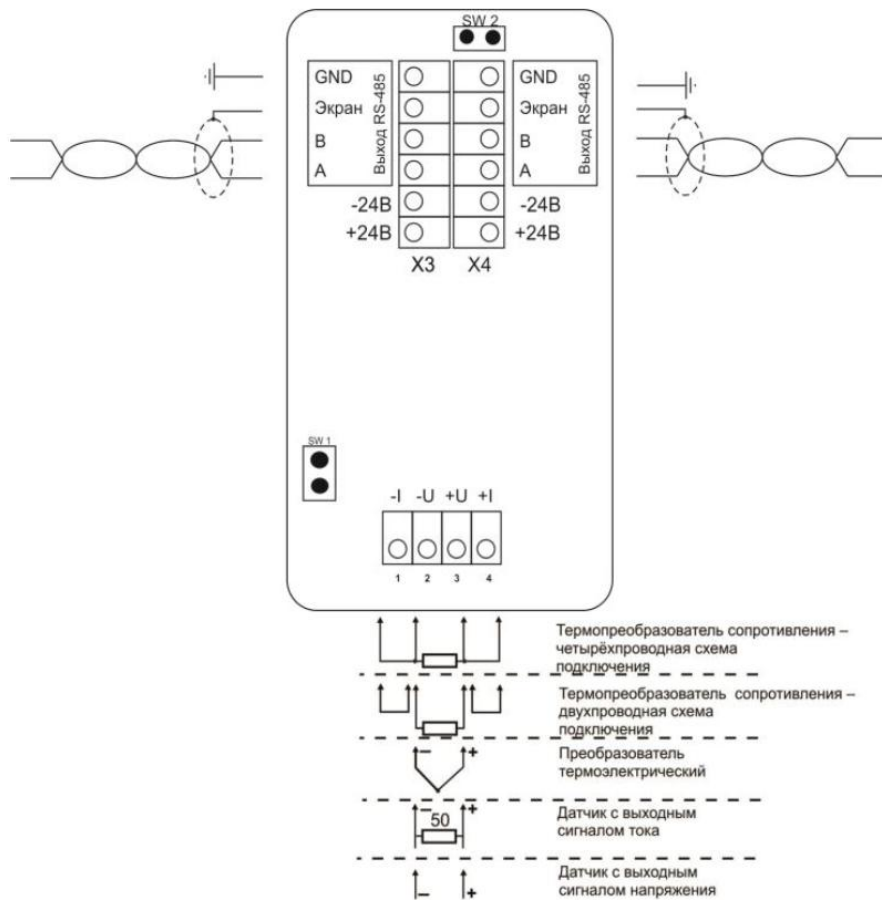 SW 2
GND
Экран
B
A
Выход RS-485
-24В
+24В
X3
X4
GND
Экран
B
A
Выход RS-485
-24В
+24В
SW 1
-I -U +U +I
1 2 3 4
Термопреобразователь сопротивления –
четырёхпроводная схема
подключения
Термопреобразователь сопротивления –
двухпроводная схема
подключения
– +
Преобразователь
термоэлектрический
– +
50
Датчик с выходным
сигналом тока
– +
Датчик с выходным
сигналом напряжения